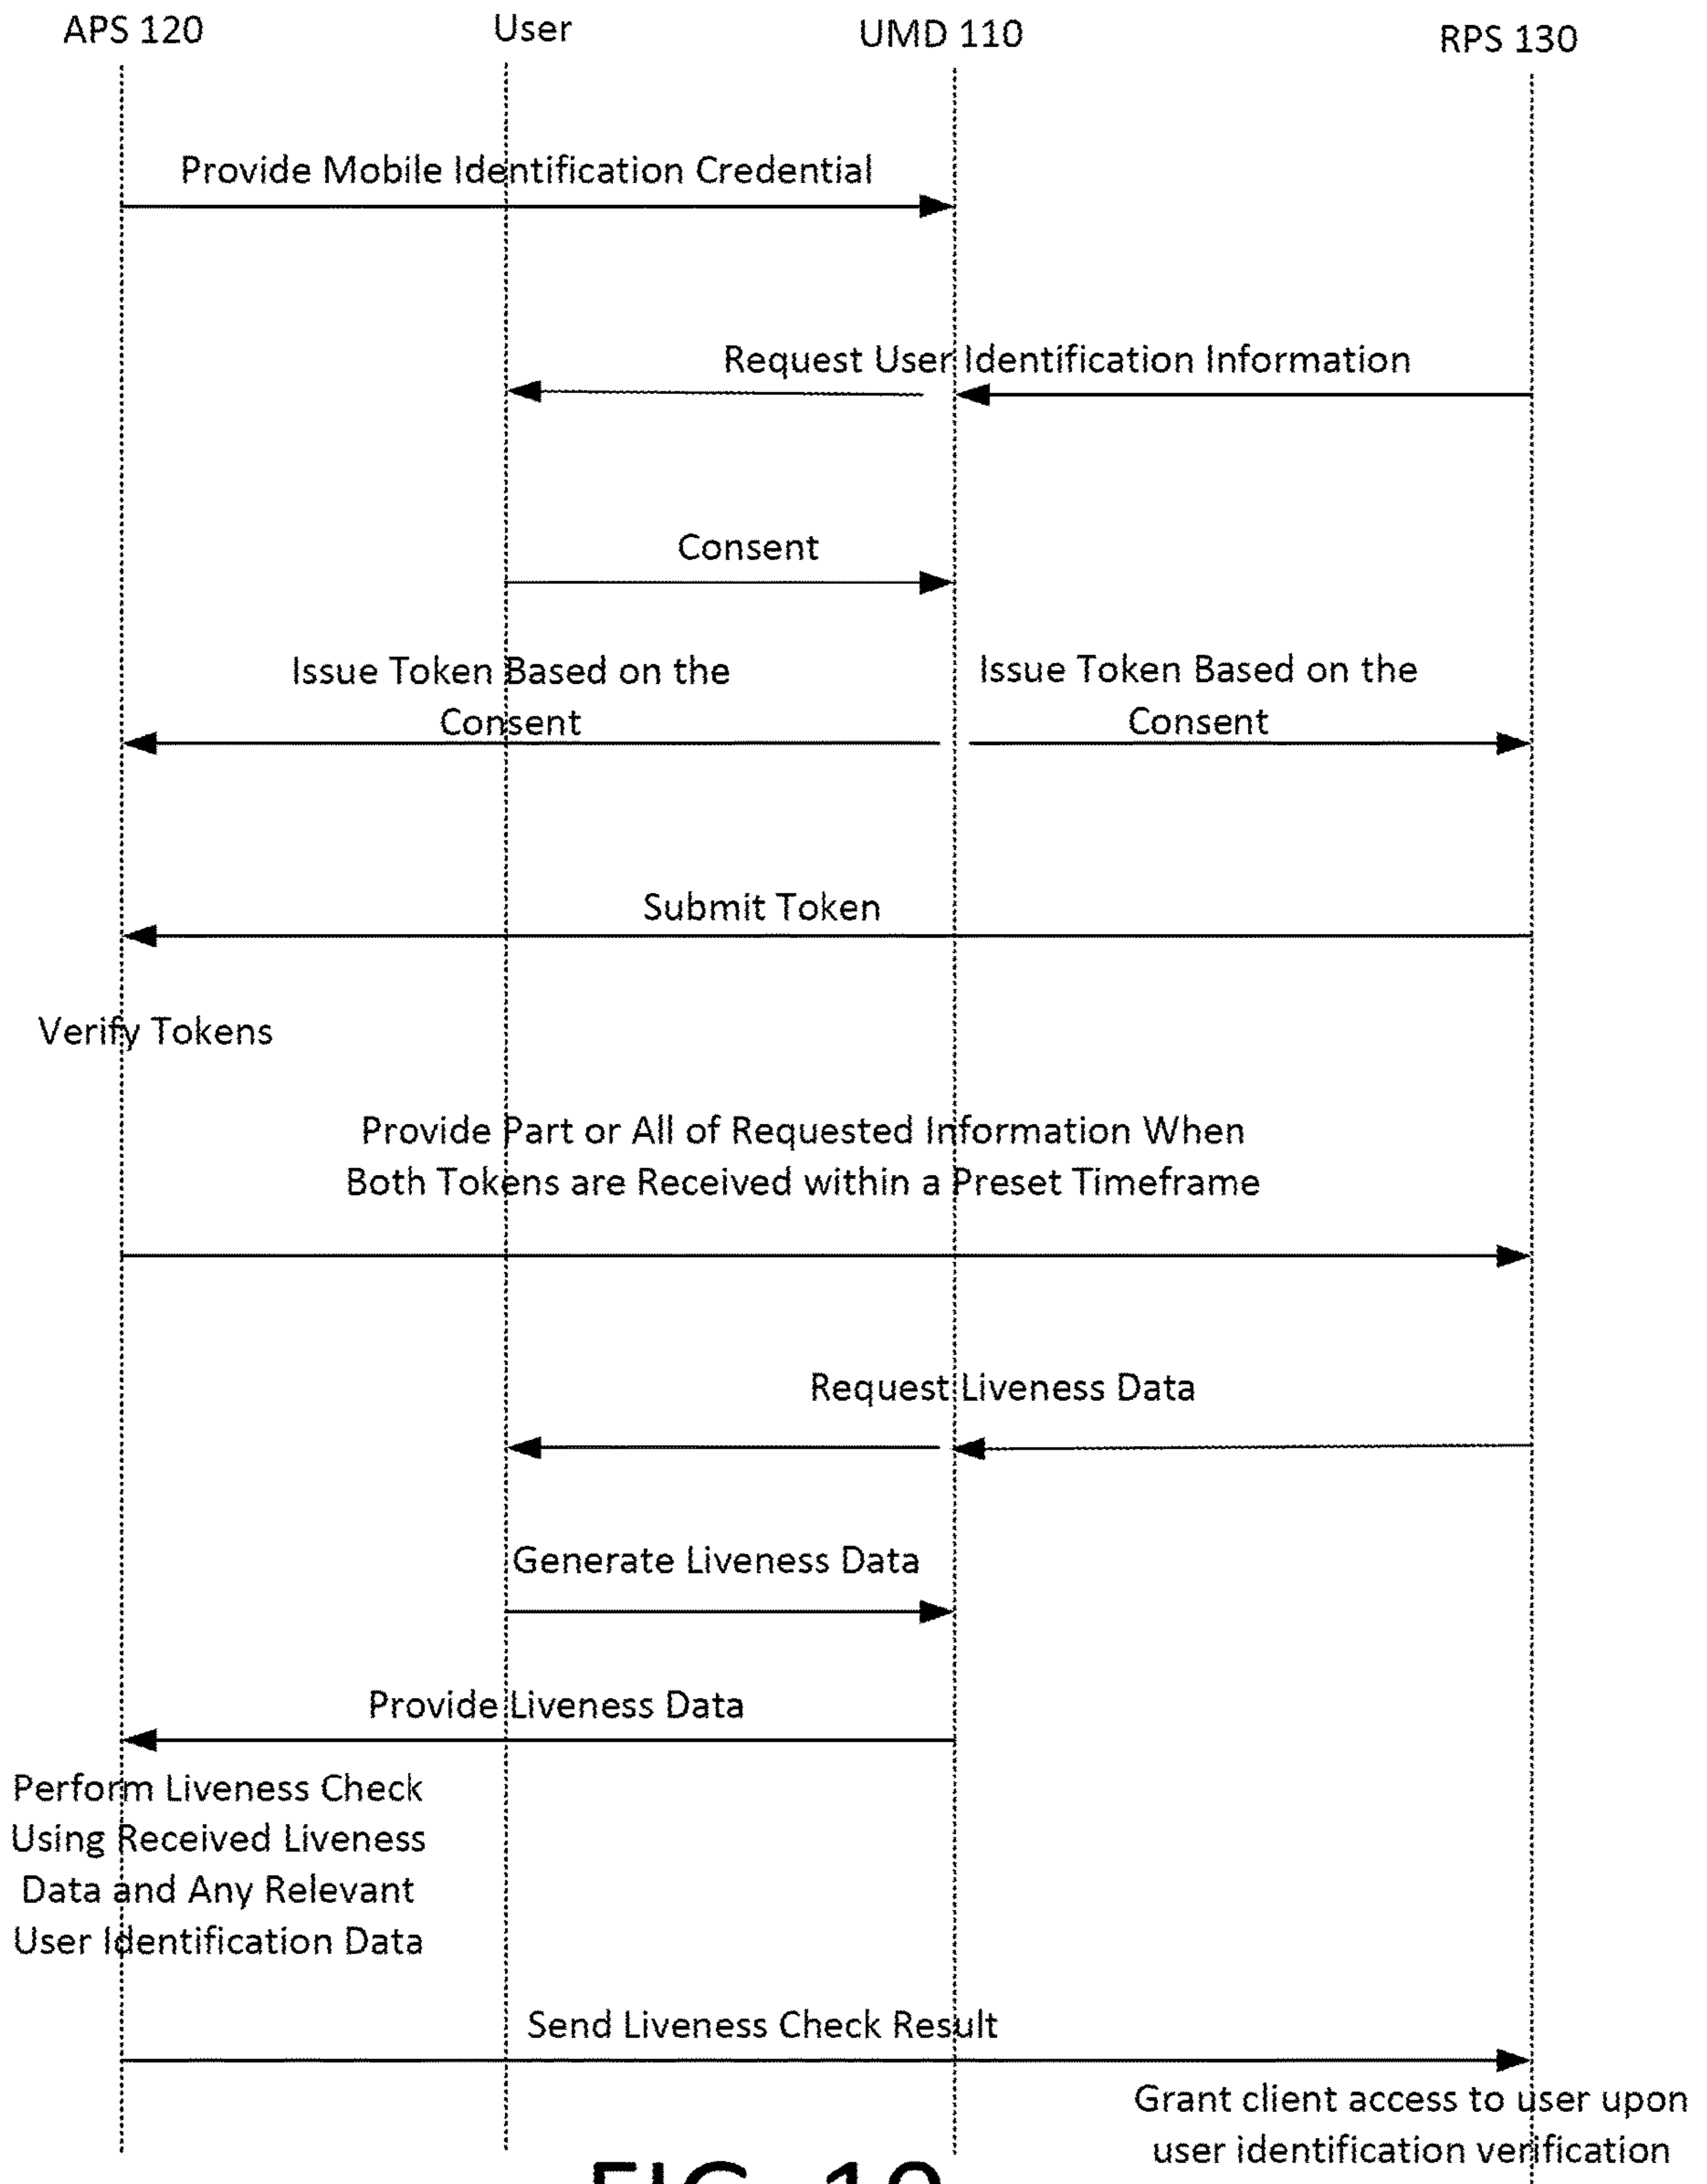 APS 120
User
UMD 110
RPS 130
Provide Mobile Identification Credential
Request User Identification Information
Consent
Issue Token Based on the
Consent
Issue Token Based on the
Consent
Submit Token
Verify Tokens
Provide Part or All of Requested Information When
Both Tokens are Received within a Preset Timeframe
Request Liveness Data
Generate Liveness Data
Provide Liveness Data
Perform Liveness Check
Using Received Liveness
Data and Any Relevant
User Identification Data
Send Liveness Check Result
Grant client access to user upon
user identification verification
FIG.